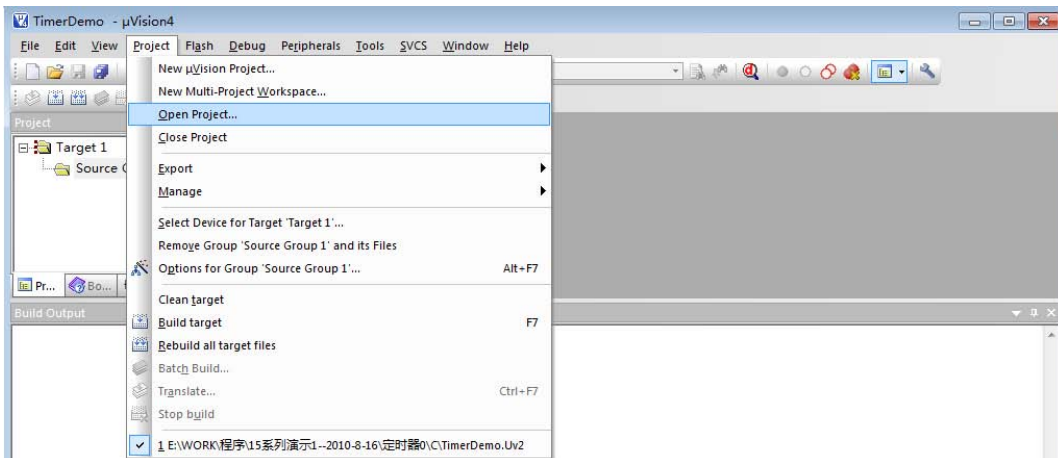 TimerDemo - µVision4
File Edit View Project Flash Debug Peripherals Tools SVCS Window Help
New µVision Project...
New Multi-Project Workspace...
Open Project...
Close Project
Export
Manage
Select Device for Target 'Target 1'...
Remove Group 'Source Group 1' and its Files
Options for Group 'Source Group 1'... Alt+F7
Clean target
Build target F7
Rebuild all target files
Batch Build...
Translate... Ctrl+F7
Stop build
1 E:\WORK\程序\15系列演示1--2010-8-16\定时器0\C\TimerDemo.Uv2
Project
Target 1
Source G
Pr... Bo...
Build Output